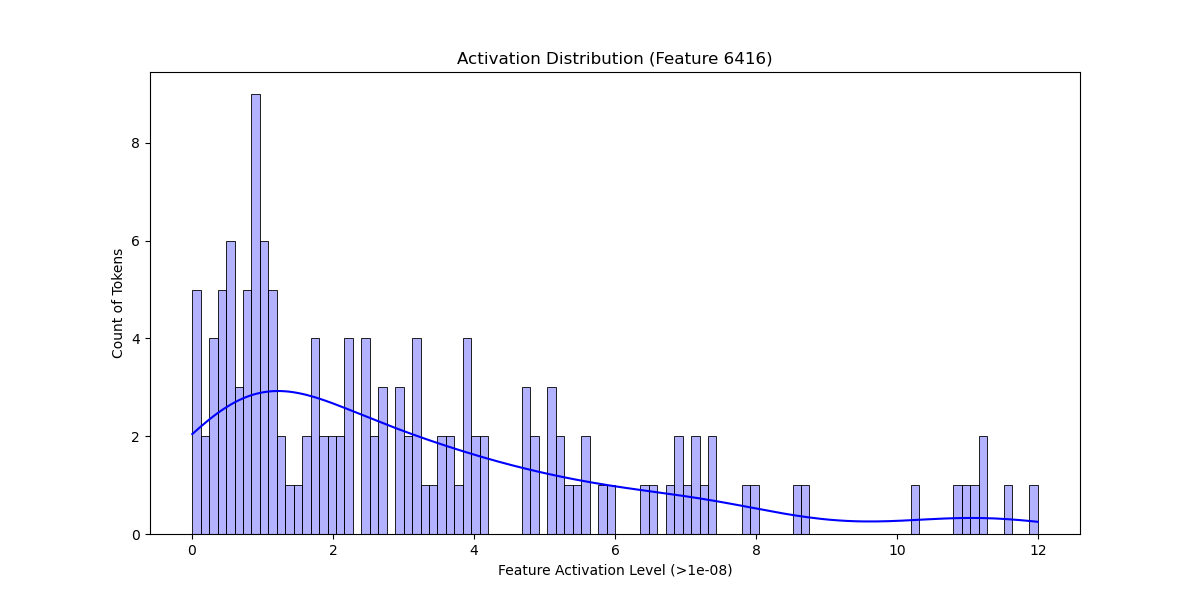 Activation Distribution (Feature 6416)
Count of Tokens
8
6
4
2
0
0 2 4 6 8 10 12
Feature Activation Level (>1e-08)